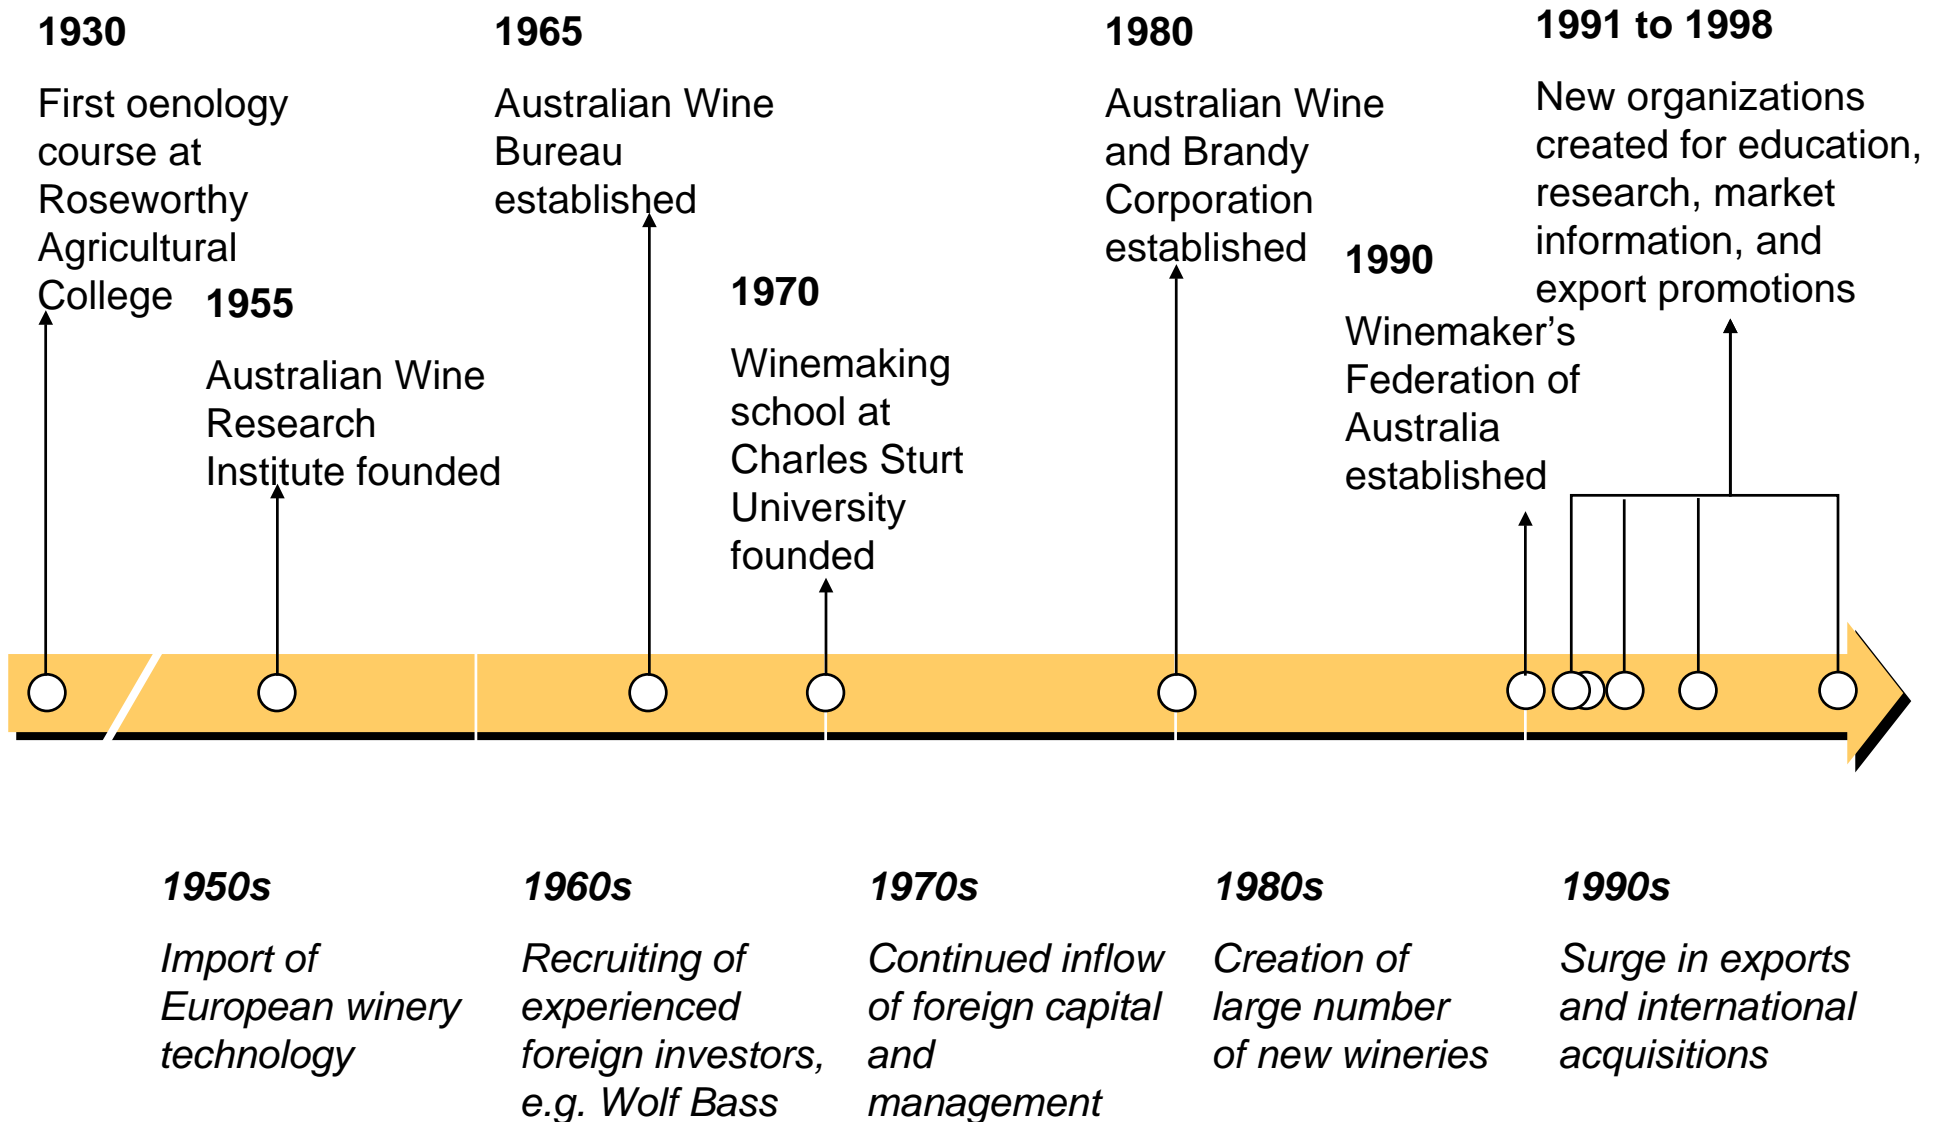 1930
First oenology
course at
Roseworthy
Agricultural
College
1955
Australian Wine
Research
Institute founded
1965
Australian Wine
Bureau
established
1970
Winemaking
school at
Charles Sturt
University
founded
1980
Australian Wine
and Brandy
Corporation
established
1990
Winemaker’s
Federation of
Australia
established
1991 to 1998
New organizations
created for education,
research, market
information, and
export promotions
1950s
Import of
European winery
technology
1960s
Recruiting of
experienced
foreign investors,
e.g. Wolf Bass
1970s
Continued inflow
of foreign capital
and
management
1980s
Creation of
large number
of new wineries
1990s
Surge in exports
and international
acquisitions